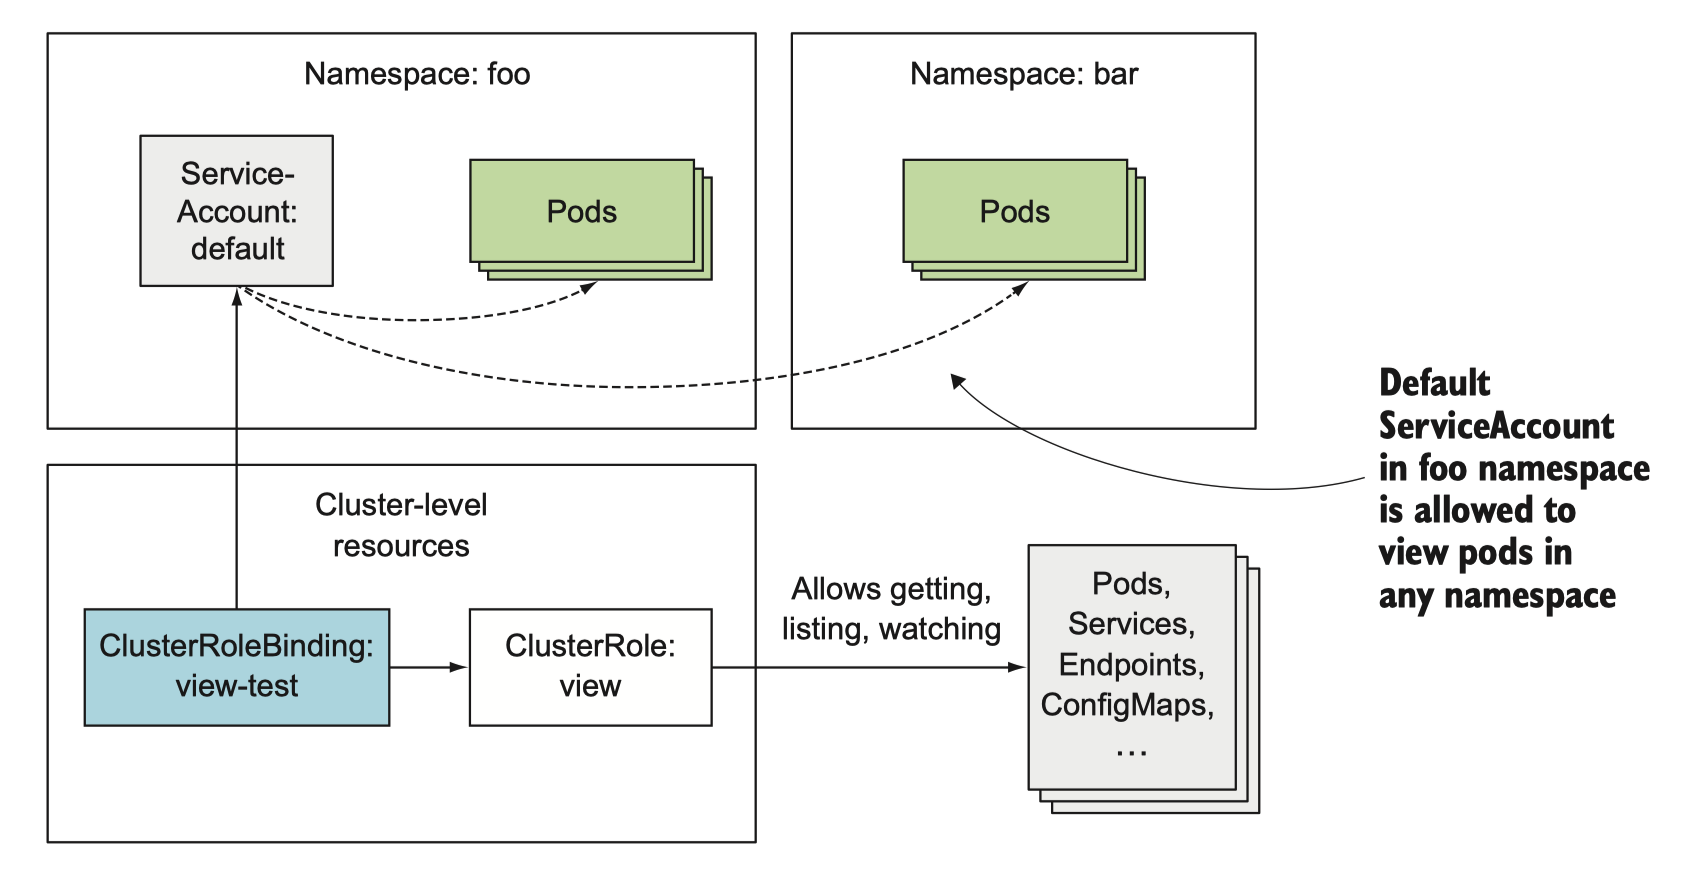 Namespace: foo
Namespace: bar
Service-
Account:
default
Pods
Pods
Default
ServiceAccount
in foo namespace
is allowed to
view pods in
any namespace
Cluster-level
resources
ClusterRoleBinding:
view-test
ClusterRole:
view
Allows getting,
listing, watching
Pods,
Services,
Endpoints,
ConfigMaps,
...